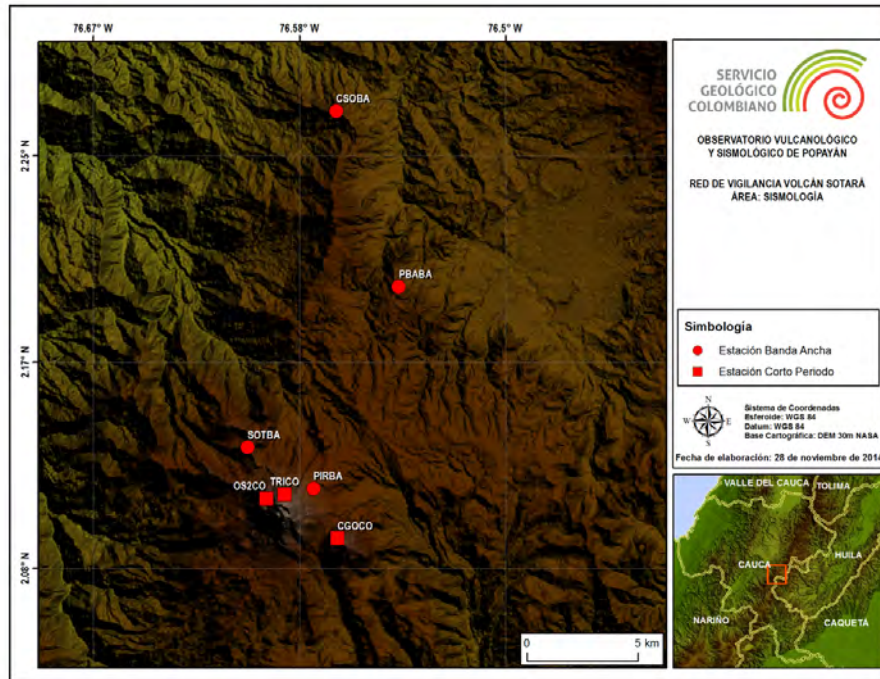 76.67° W
76.58° W
76.5° W
2.25° N
2.17° N
2.08° N
CSOBA
PBABA
SOTBA
OS2CO
TRICO
PIRBA
CGOCO
0
5 km
SERVICIO
GEOLÓGICO
COLOMBIANO
OBSERVATORIO VULCANOLÓGICO
Y SISMOLÓGICO DE POPAYÁN
RED DE VIGILANCIA VOLCÁN SOTARÁ
ÁREA: SISMOLOGÍA
Simbología
Estación Banda Ancha
Estación Corto Periodo
N
W
E
S
Sistema de Coordenadas
Esferoide: WGS 84
Datum: WGS 84
Base Cartográfica: DEM 30m NASA
Fecha de elaboración: 28 de noviembre de 2014
VALLE DEL CAUCA
TOLIMA
HUILA
CAUCA
NARIÑO
CAQUETÁ